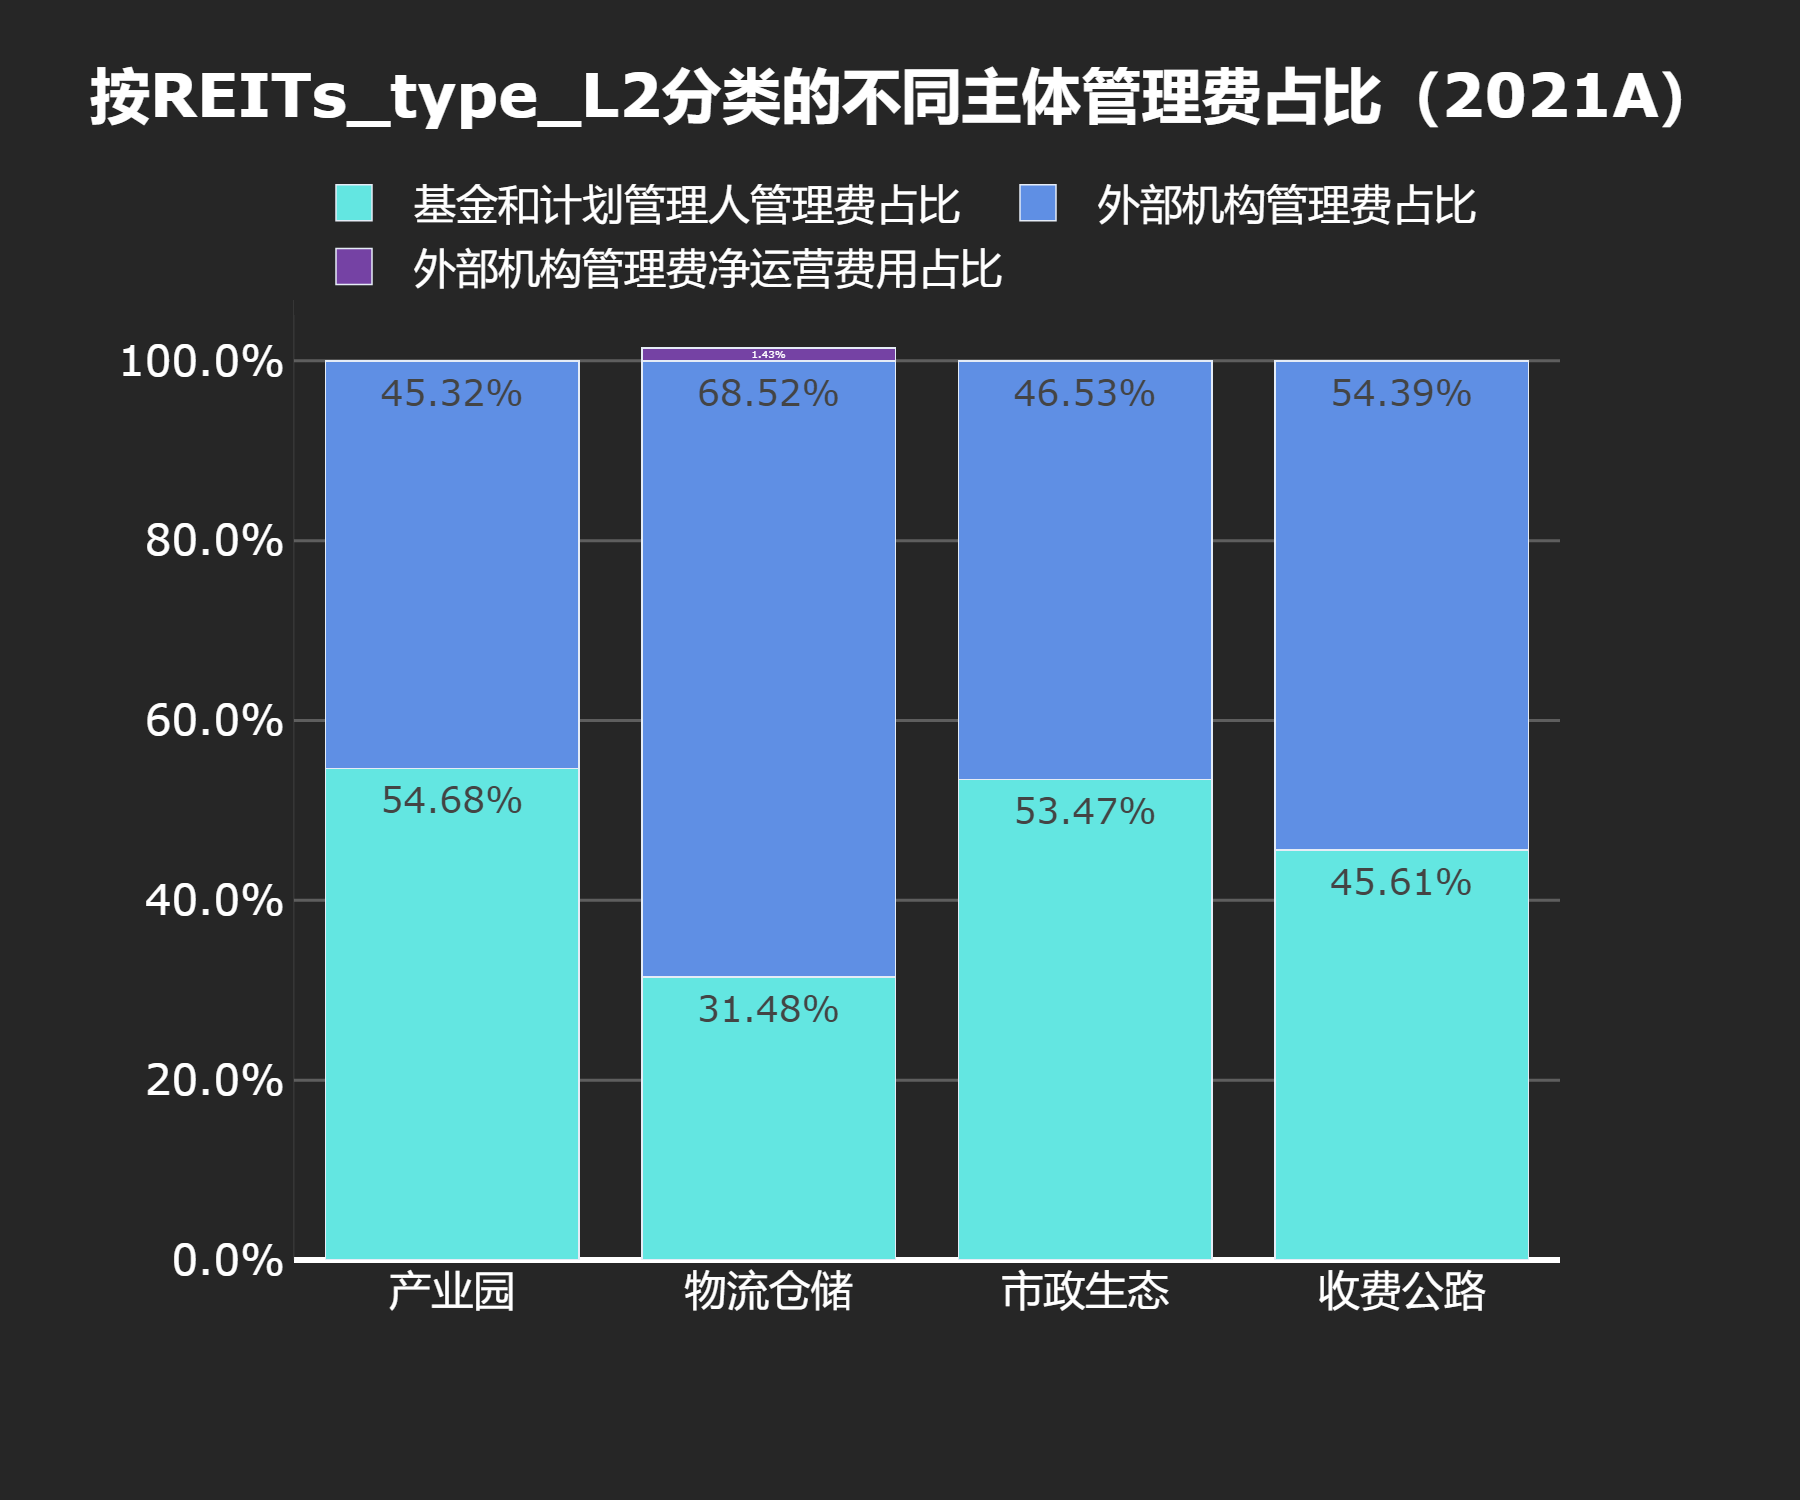 按REITs_type_L2分类的不同主体管理费占比（2021A）
基金和计划管理人管理费占比 外部机构管理费占比
外部机构管理费净运营费用占比
100.0%
80.0%
60.0%
40.0%
20.0%
0.0%
1.43%
45.32% 68.52% 46.53% 54.39%
54.68% 31.48% 53.47% 45.61%
产业园 物流仓储 市政生态 收费公路